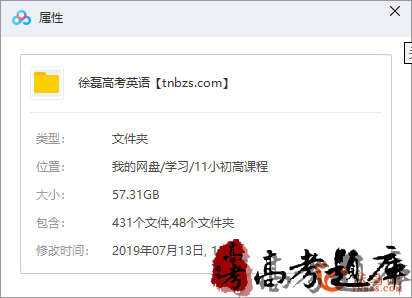 属性
徐磊高考英语【tnbzs.com】
类型: 文件夹
位置: 我的网盘/学习/11小初高课程
大小: 57.31GB
包含: 431个文件,48个文件夹
修改时间: 2019年07月13日,
高考 高考题库